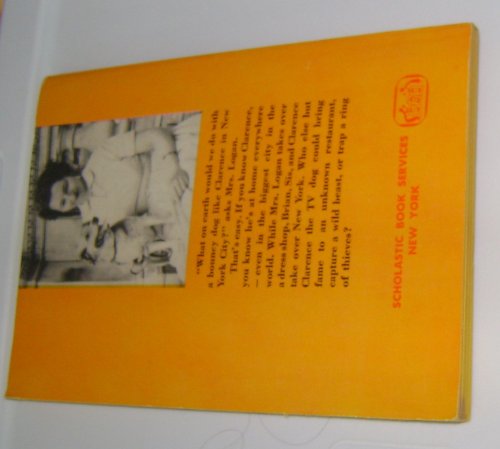 "What on earth would we do with
a bouncy dog like Clarence in New
York City?" asks Mrs. Logan.
That's easy, if you know Clarence,
you know he's at home everywhere
— even in the biggest city in the
world. While Mrs. Logan takes over
a dress shop, Brian, Sis, and Clarence
take over New York. Who else but
Clarence the TV dog could bring
fame to an unknown restaurant,
capture a wild beast, or trap a ring
of thieves?
SCHOLASTIC BOOK SERVICES
NEW YORK